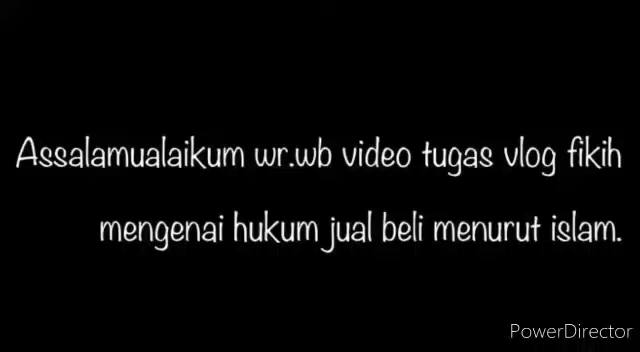 Assalamualaikum wr.wb video tugas vlog fikih
mengenai hukum jual beli menurut islam.
PowerDirector